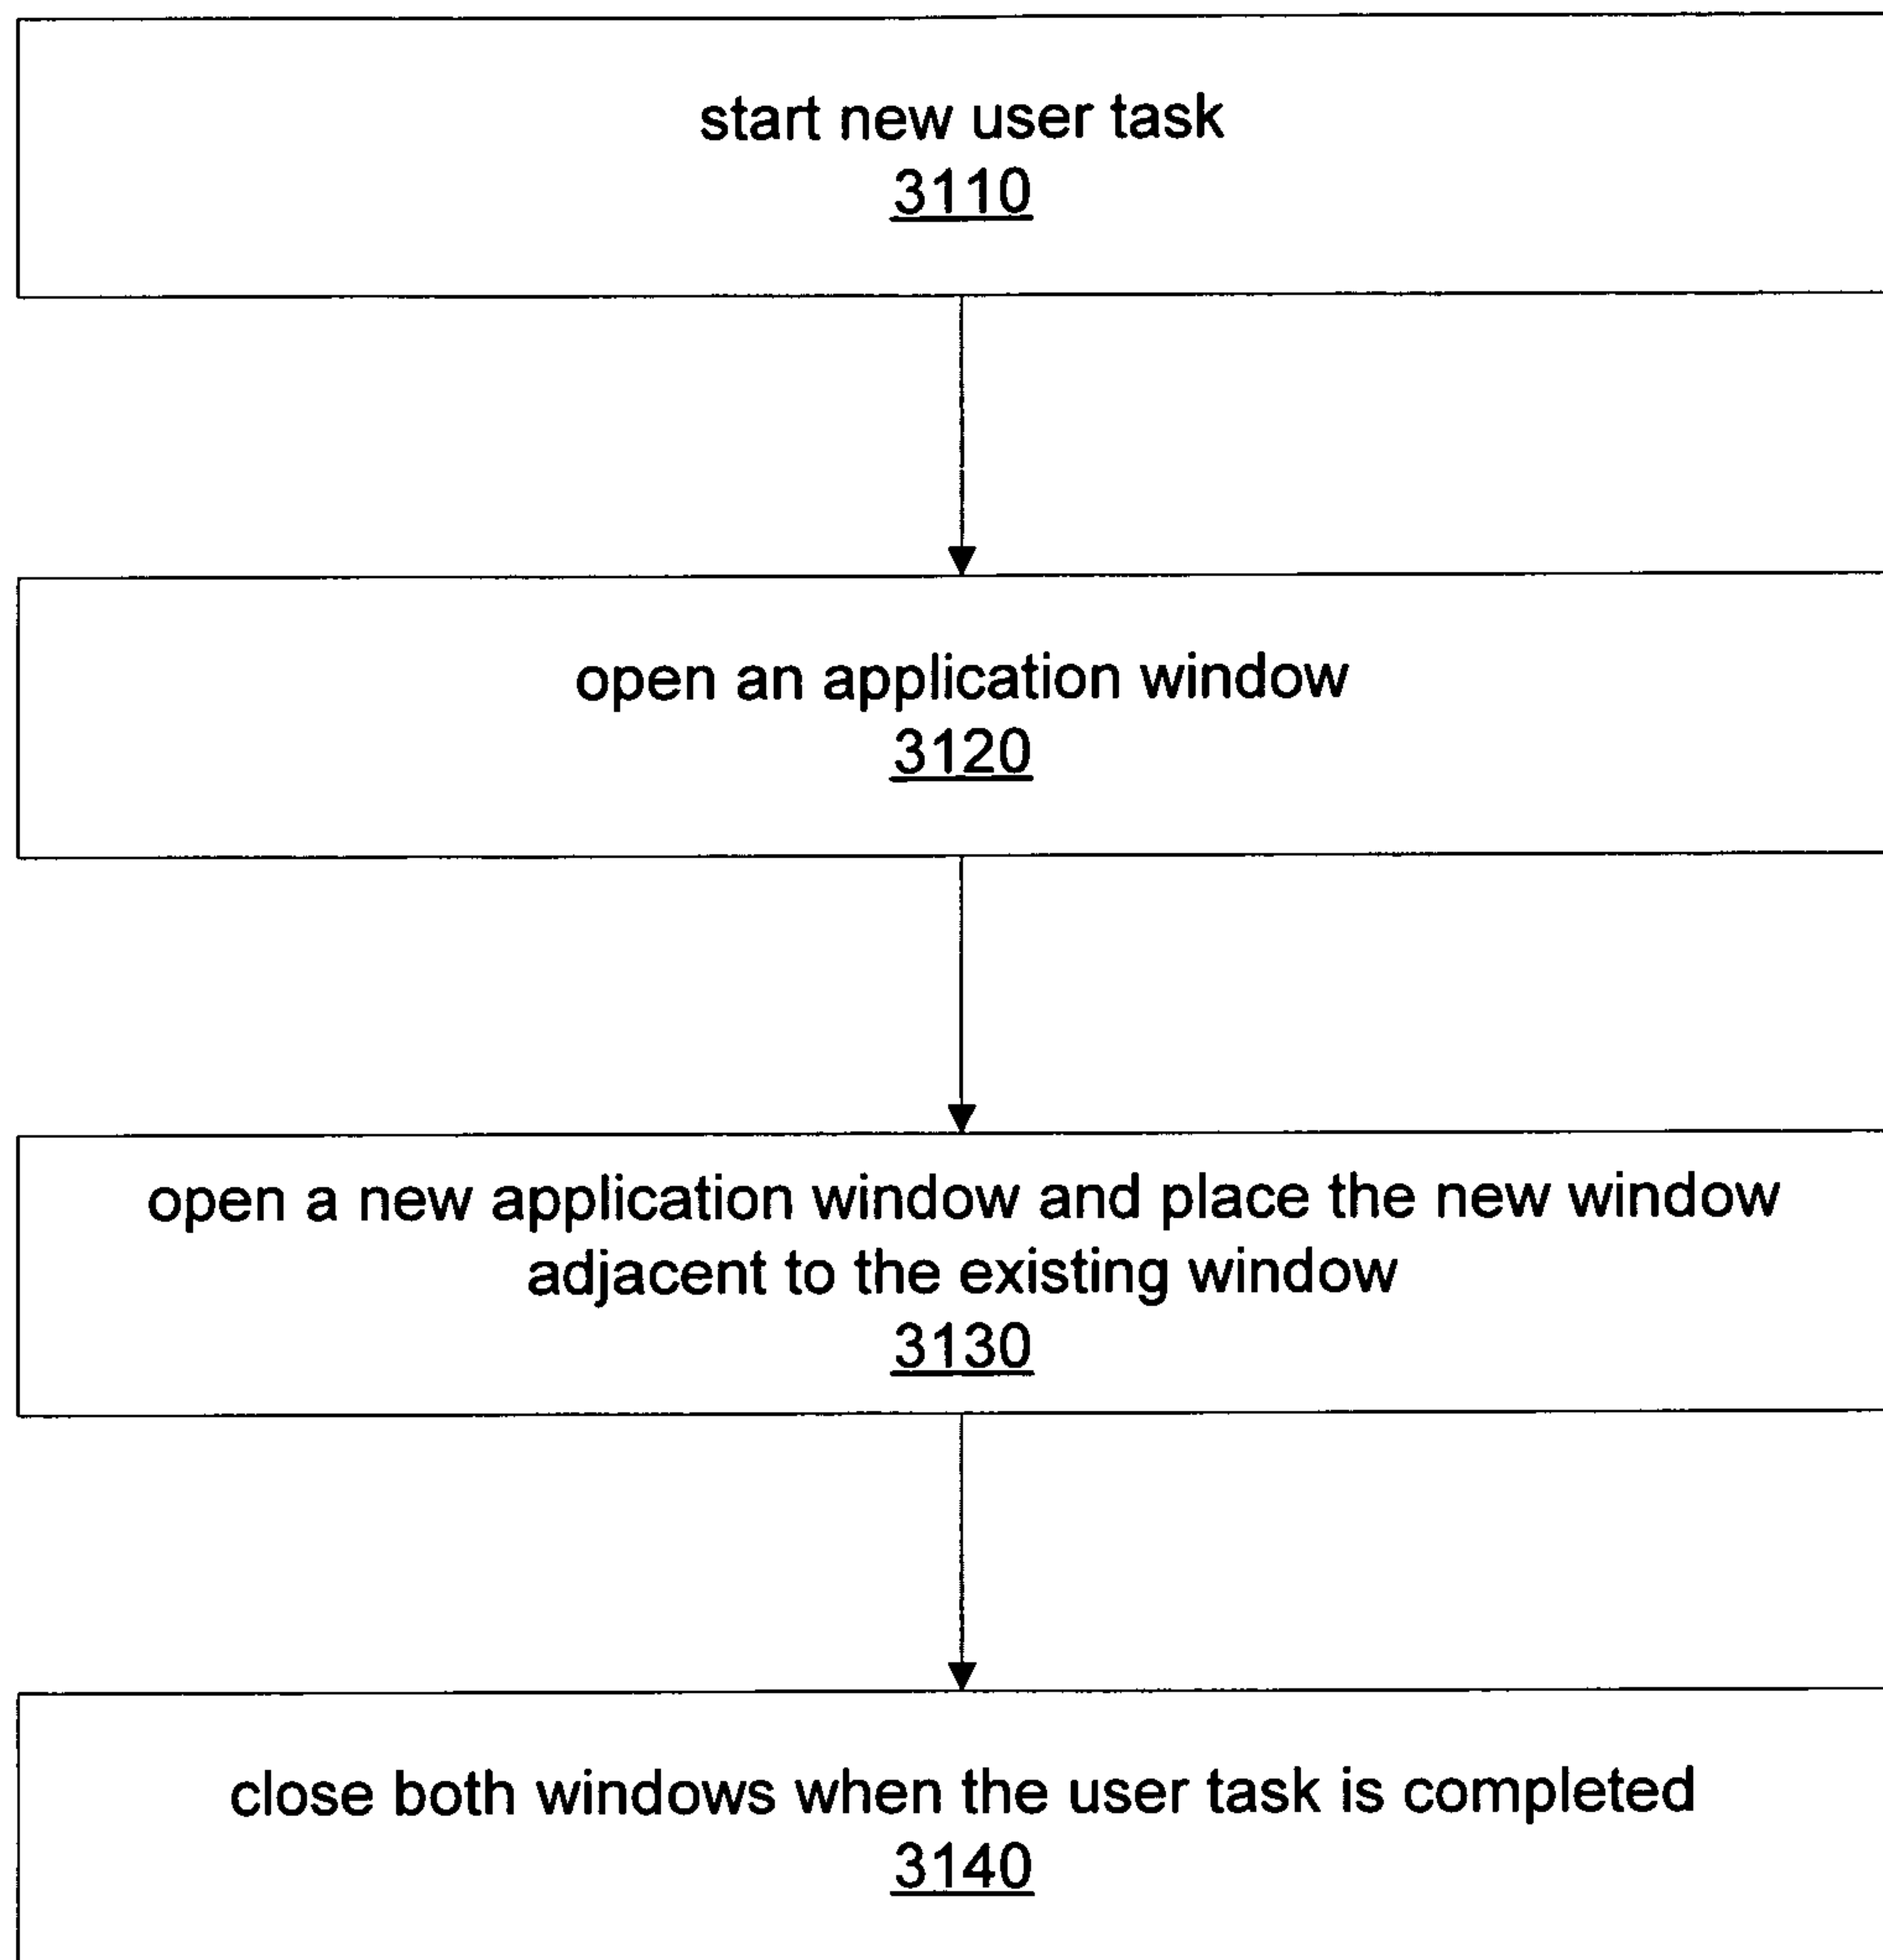 start new user task
3110
open an application window
3120
open a new application window and place the new window
adjacent to the existing window
3130
close both windows when the user task is completed
3140